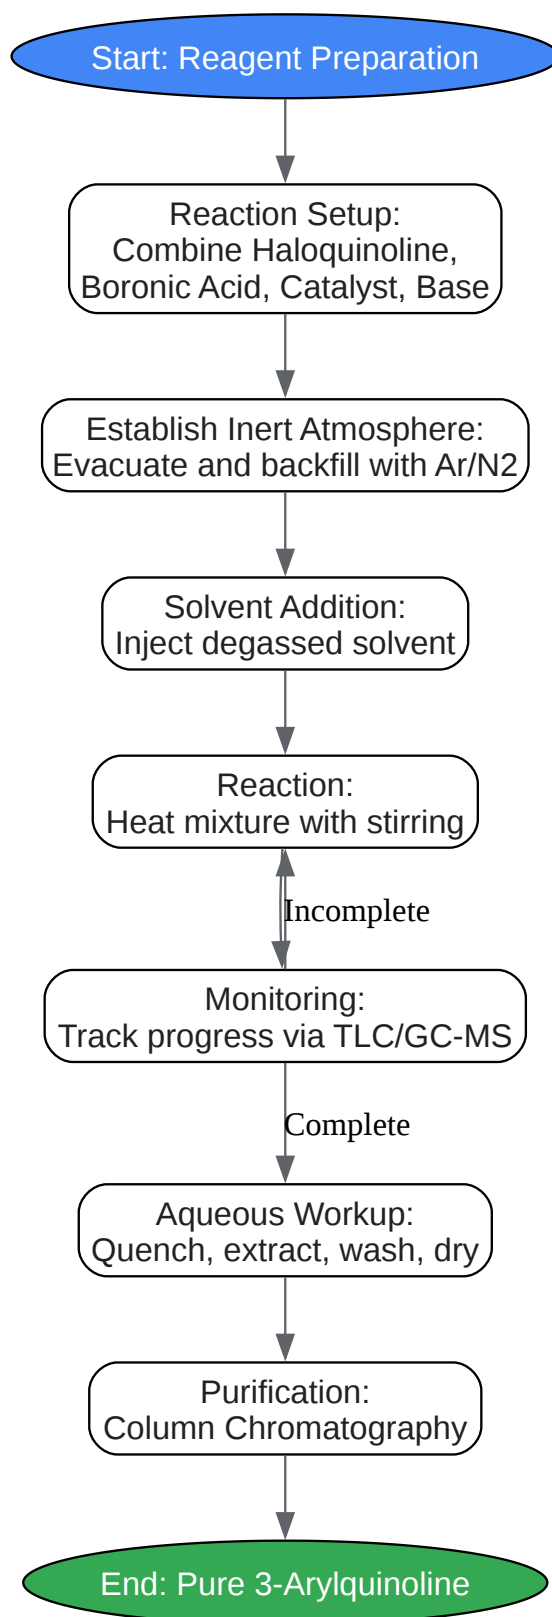 Start: Reagent Preparation
Reaction Setup:
Combine Haloquinoline,
Boronic Acid, Catalyst, Base
Establish Inert Atmosphere:
Evacuate and backfill with Ar/N2
Solvent Addition:
Inject degassed solvent
Reaction:
Heat mixture with stirring
Incomplete
Monitoring:
Track progress via TLC/GC-MS
Complete
Aqueous Workup:
Quench, extract, wash, dry
Purification:
Column Chromatography
End: Pure 3-Arylquinoline